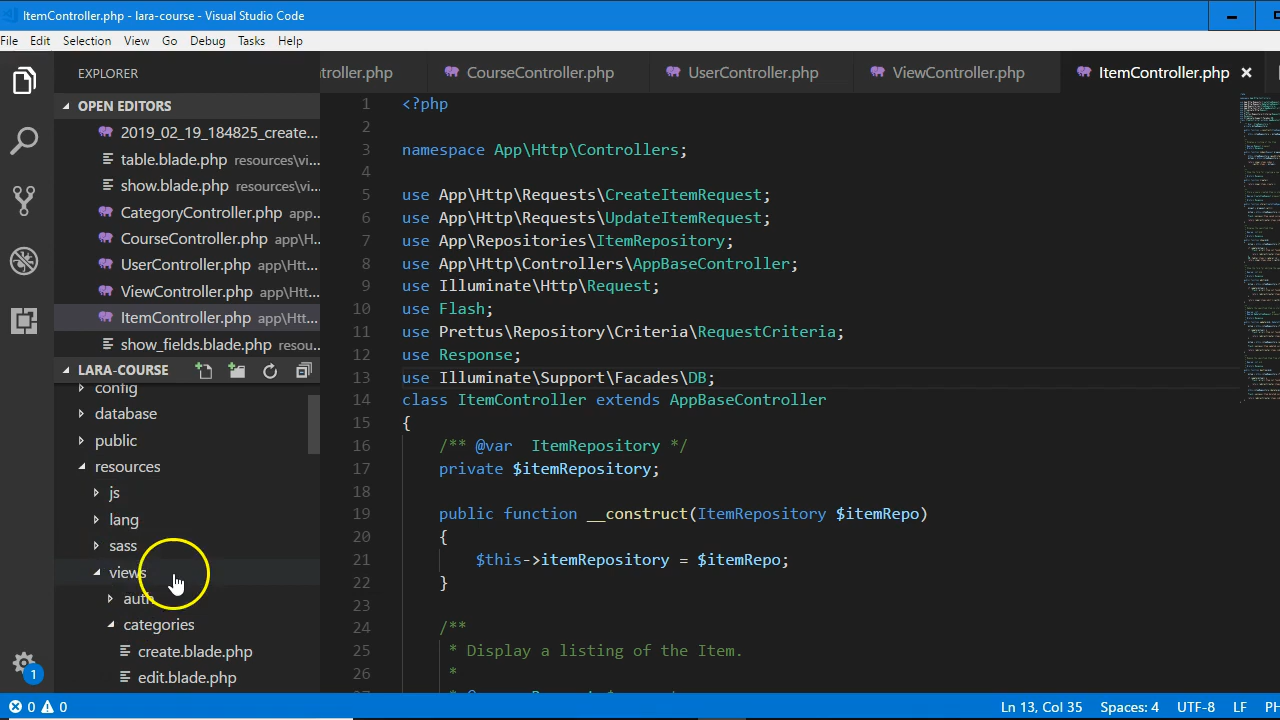 ItemController.php - lara-course - Visual Studio Code
File Edit Selection View Go Debug Tasks Help
EXPLORER
OPEN EDITORS
2019_02_19_184825_create...
table.blade.php resources\vi...
show.blade.php resources\vi...
CategoryController.php app...
CourseController.php app\H...
UserController.php app\Htt...
ViewController.php app\Htt...
ItemController.php app\Htt...
show_fields.blade.php resou...
LARA-COURSE
config
database
public
resources
js
lang
sass
views
auth
categories
create.blade.php
edit.blade.php
1
ntroller.php CourseController.php UserController.php ViewController.php ItemController.php
1 <?php
2
3 namespace App\Http\Controllers;
4
5 use App\Http\Requests\CreateItemRequest;
6 use App\Http\Requests\UpdateItemRequest;
7 use App\Repositories\ItemRepository;
8 use App\Http\Controllers\AppBaseController;
9 use Illuminate\Http\Request;
10 use Flash;
11 use Prettus\Repository\Criteria\RequestCriteria;
12 use Response;
13 use Illuminate\Support\Facades\DB;
14 class ItemController extends AppBaseController
15 {
16 /** @var ItemRepository */
17 private $itemRepository;
18
19 public function __construct(ItemRepository $itemRepo)
20 {
21 $this->itemRepository = $itemRepo;
22 }
23
24 /**
25 * Display a listing of the Item.
26 *
0 0 Ln 13, Col 35 Spaces: 4 UTF-8 LF PH